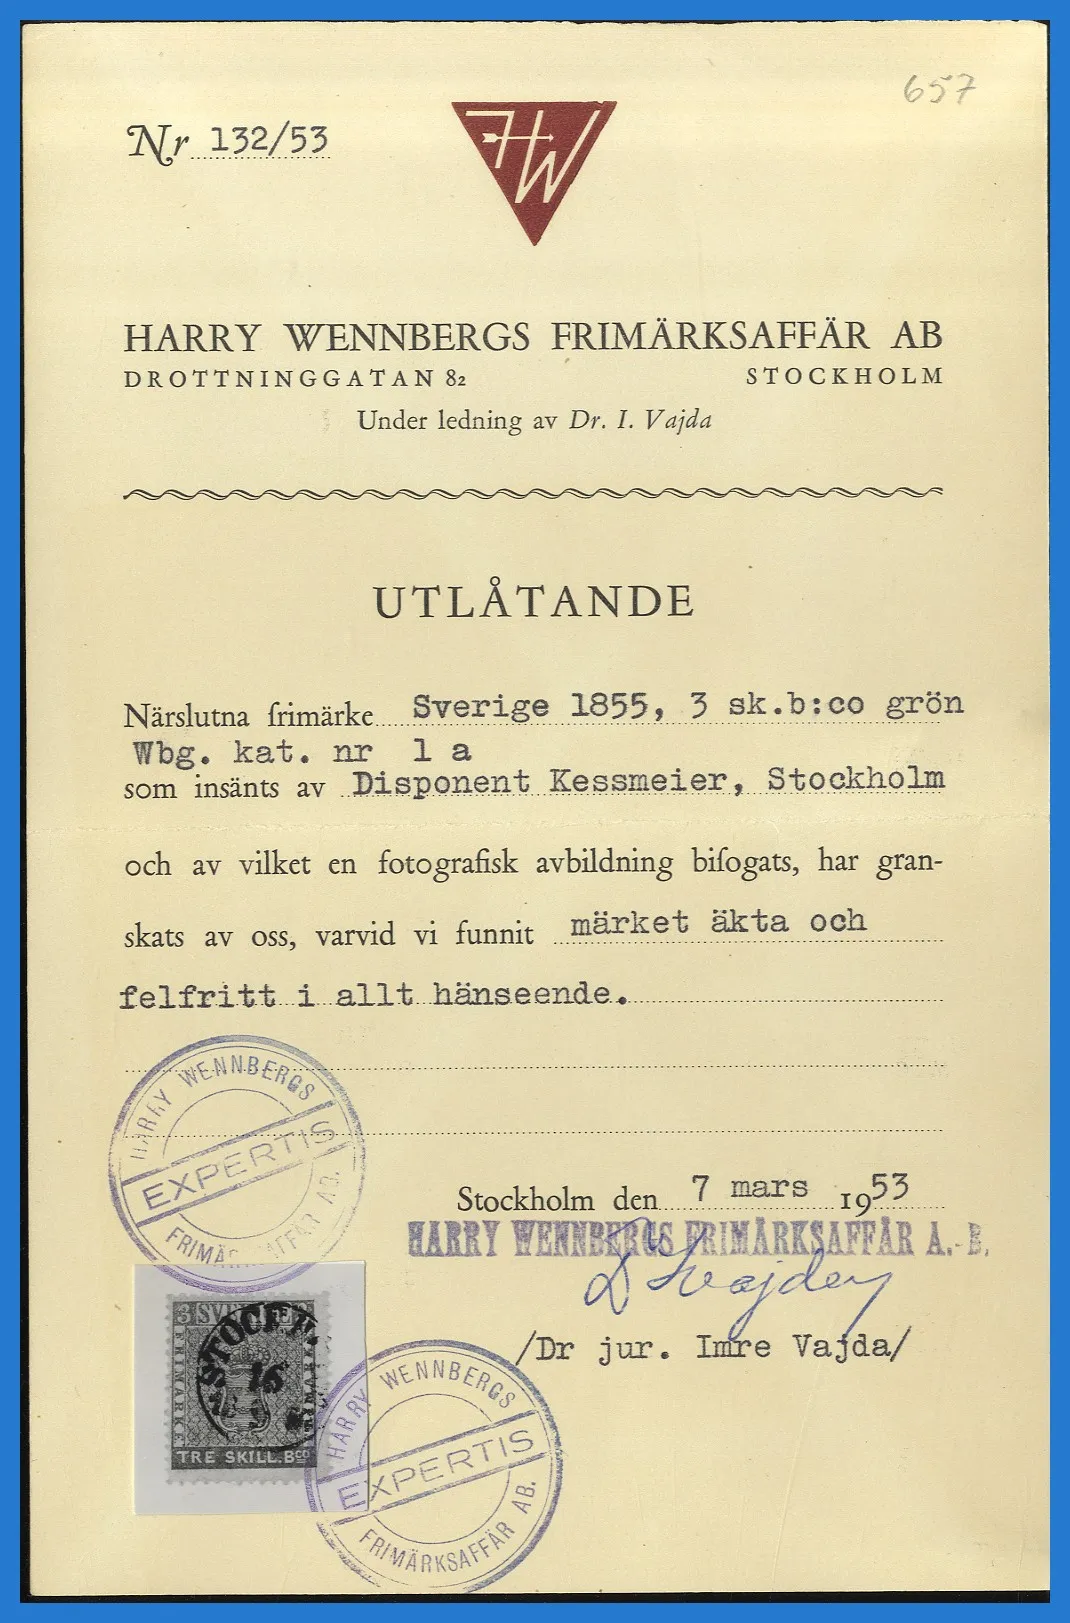 657
Nr 132/53
HW
HARRY WENNBERGS FRIMÄRKSAFFÄR AB
DROTTNINGGATAN 82 STOCKHOLM
Under ledning av Dr. I. Vajda
UTLÅTANDE
Närslutna frimärke Sverige 1855, 3 sk.b:co grön
Wbg. kat. nr 1 a
som insänts av Disponent Kessmeier, Stockholm
och av vilket en fotografisk avbildning bifogats, har gran-
skats av oss, varvid vi funnit märket äkta och
felfritt i allt hänseende.
HARRY WENNBERGS
EXPERTIS
AB.
Stockholm den 7 mars 1953
HARRY WENNBERGS FRIMÄRKSAFFÄR A.-B.
/Dr jur. Imre Vajda/
3
FRIMÄRKE
16
TRE SKILL. Bco
HARRY WENNBERGS
EXPERTIS
FRIMÄRKSAFFÄR AB.